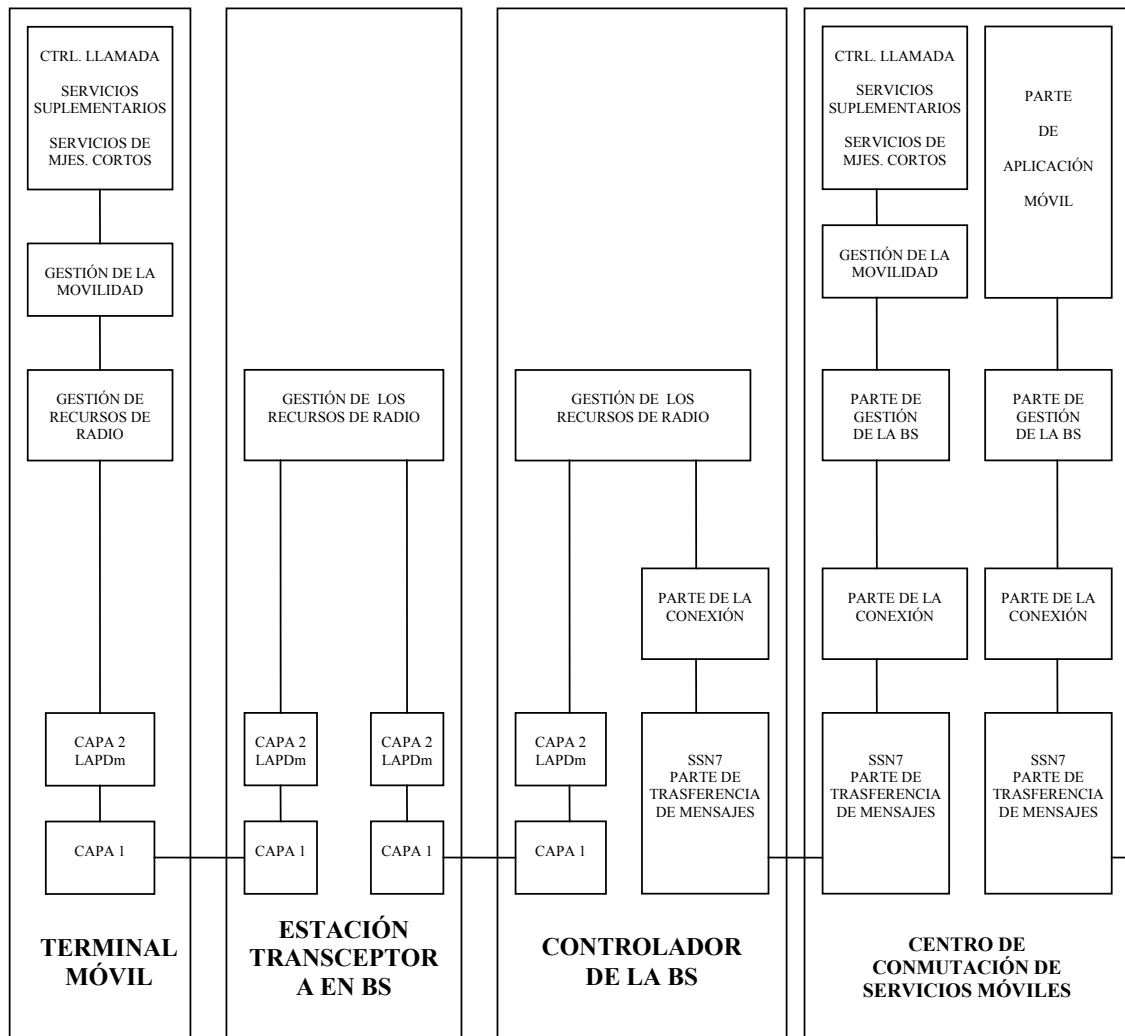 CTRL. LLAMADA
SERVICIOS
SUPLEMENTARIOS
SERVICIOS DE
MJES. CORTOS
GESTIÓN DE LA
MOVILIDAD
GESTIÓN DE
RECURSOS DE
RADIO
CAPA 2
LAPDm
CAPA 1
TERMINAL
MÓVIL
GESTIÓN DE LOS
RECURSOS DE RADIO
CAPA 2
LAPDm
CAPA 2
LAPDm
CAPA 1
CAPA 1
ESTACIÓN
TRANSCEPTOR
A EN BS
GESTIÓN DE LOS
RECURSOS DE RADIO
PARTE DE LA
CONEXIÓN
CAPA 2
LAPDm
CAPA 1
SSN7
PARTE DE
TRASFERENCIA
DE MENSAJES
CONTROLADOR
DE LA BS
CTRL. LLAMADA
SERVICIOS
SUPLEMENTARIOS
SERVICIOS DE
MJES. CORTOS
GESTIÓN DE LA
MOVILIDAD
PARTE DE
GESTIÓN
DE LA BS
PARTE DE LA
CONEXIÓN
SSN7
PARTE DE
TRASFERENCIA
DE MENSAJES
PARTE
DE
APLICACIÓN
MÓVIL
PARTE DE
GESTIÓN
DE LA BS
PARTE DE LA
CONEXIÓN
SSN7
PARTE DE
TRASFERENCIA
DE MENSAJES
CENTRO DE
CONMUTACIÓN DE
SERVICIOS MÓVILES